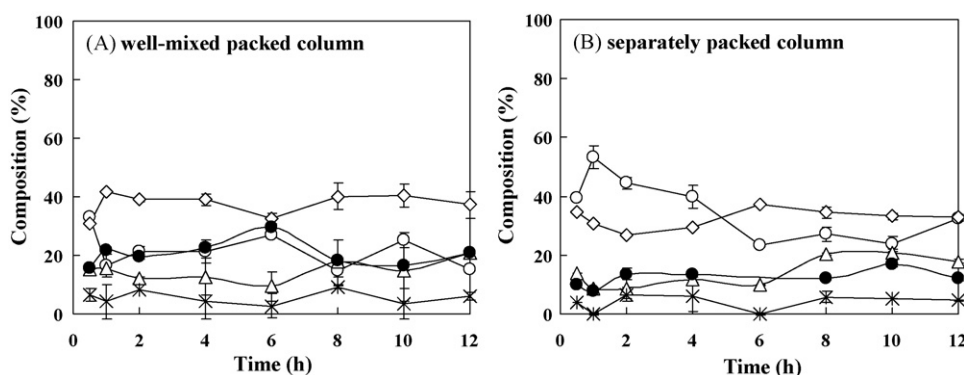 (A) well-mixed packed column
Composition (%)
100
80
60
40
20
0
0 2 4 6 8 10 12
Time (h)
(B) separately packed column
Composition (%)
100
80
60
40
20
0
0 2 4 6 8 10 12
Time (h)